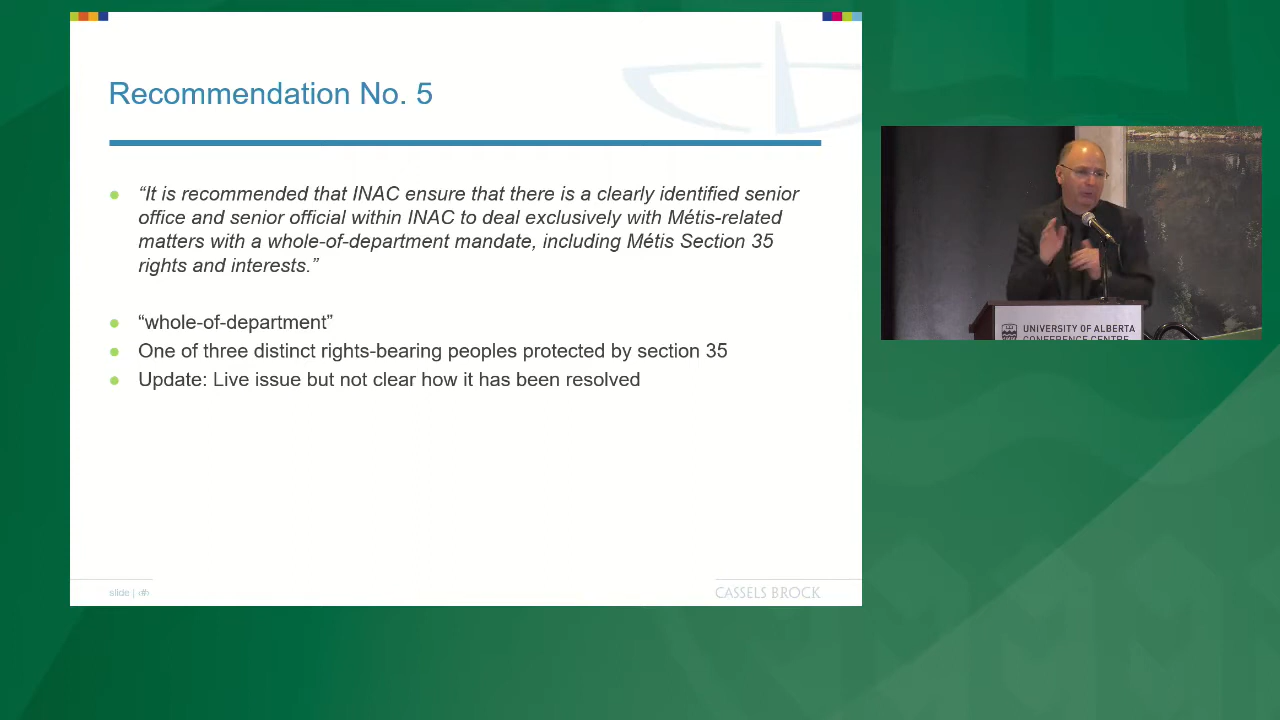 Recommendation No. 5
“It is recommended that INAC ensure that there is a clearly identified senior
office and senior official within INAC to deal exclusively with Métis-related
matters with a whole-of-department mandate, including Métis Section 35
rights and interests.”
“whole-of-department”
One of three distinct rights-bearing peoples protected by section 35
Update: Live issue but not clear how it has been resolved
slide | ‹#›
CASSELS BROCK
UNIVERSITY OF ALBERTA
CONFERENCE CENTRE